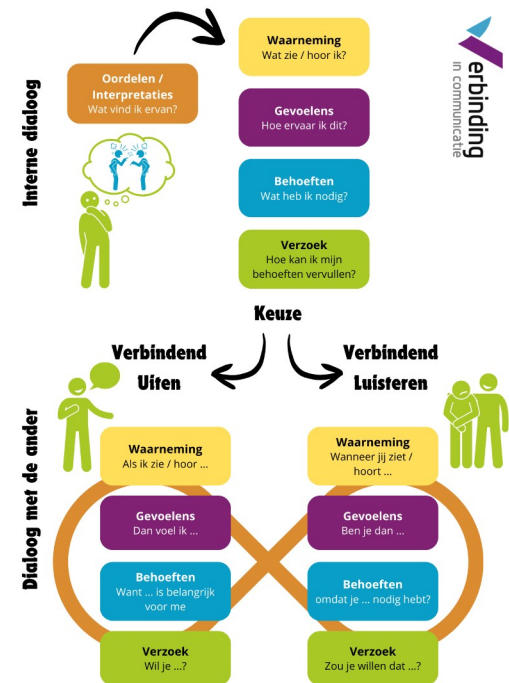 Interne dialoog
Oordelen /
Interpretaties
Wat vind ik ervan?
Waarneming
Wat zie / hoor ik?
Gevoelens
Hoe ervaar ik dit?
Behoeften
Wat heb ik nodig?
Verzoek
Hoe kan ik mijn
behoeften vervullen?
erbinding
in communicatie
Keuze
Verbindend
Uiten
Verbindend
Luisteren
Dialoog met de ander
Waarneming
Als ik zie / hoor ...
Gevoelens
Dan voel ik ...
Behoeften
Want ... is belangrijk
voor me
Verzoek
Wil je ...?
Waarneming
Wanneer jij ziet /
hoort ...
Gevoelens
Ben je dan ...
Behoeften
omdat je ... nodig hebt?
Verzoek
Zou je willen dat ...?